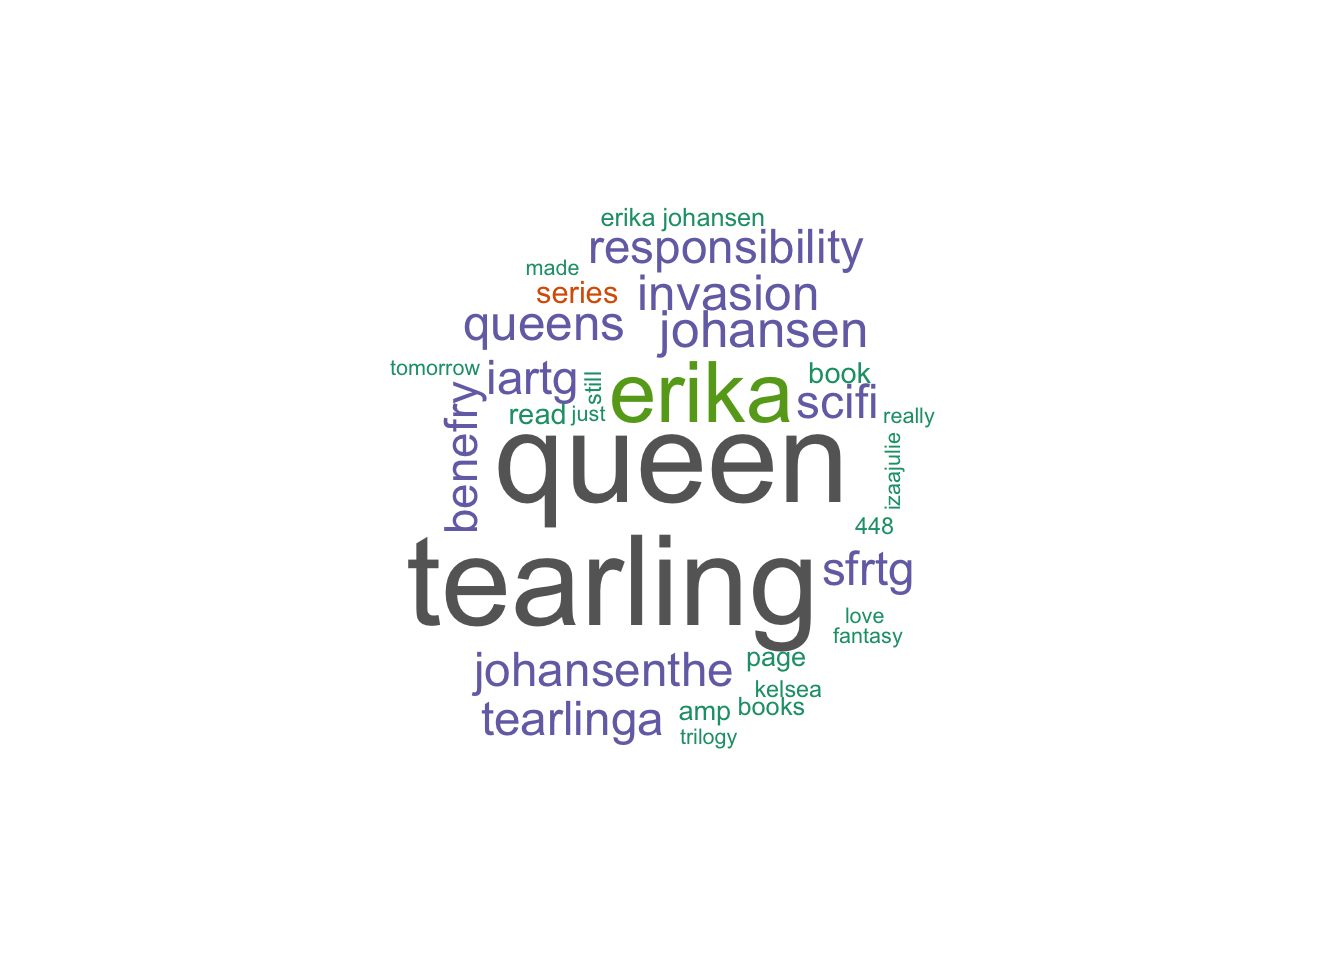 erika johansen
responsibility
made
series
invasion
queens
johansen
tomorrow
iartg
still
erika
book
benefry
read
just
scifi
really
queen
izaajulie
448
tearling
sfrtg
love
fantasy
johansenthe
page
kelsea
tearlinga
amp
books
trilogy